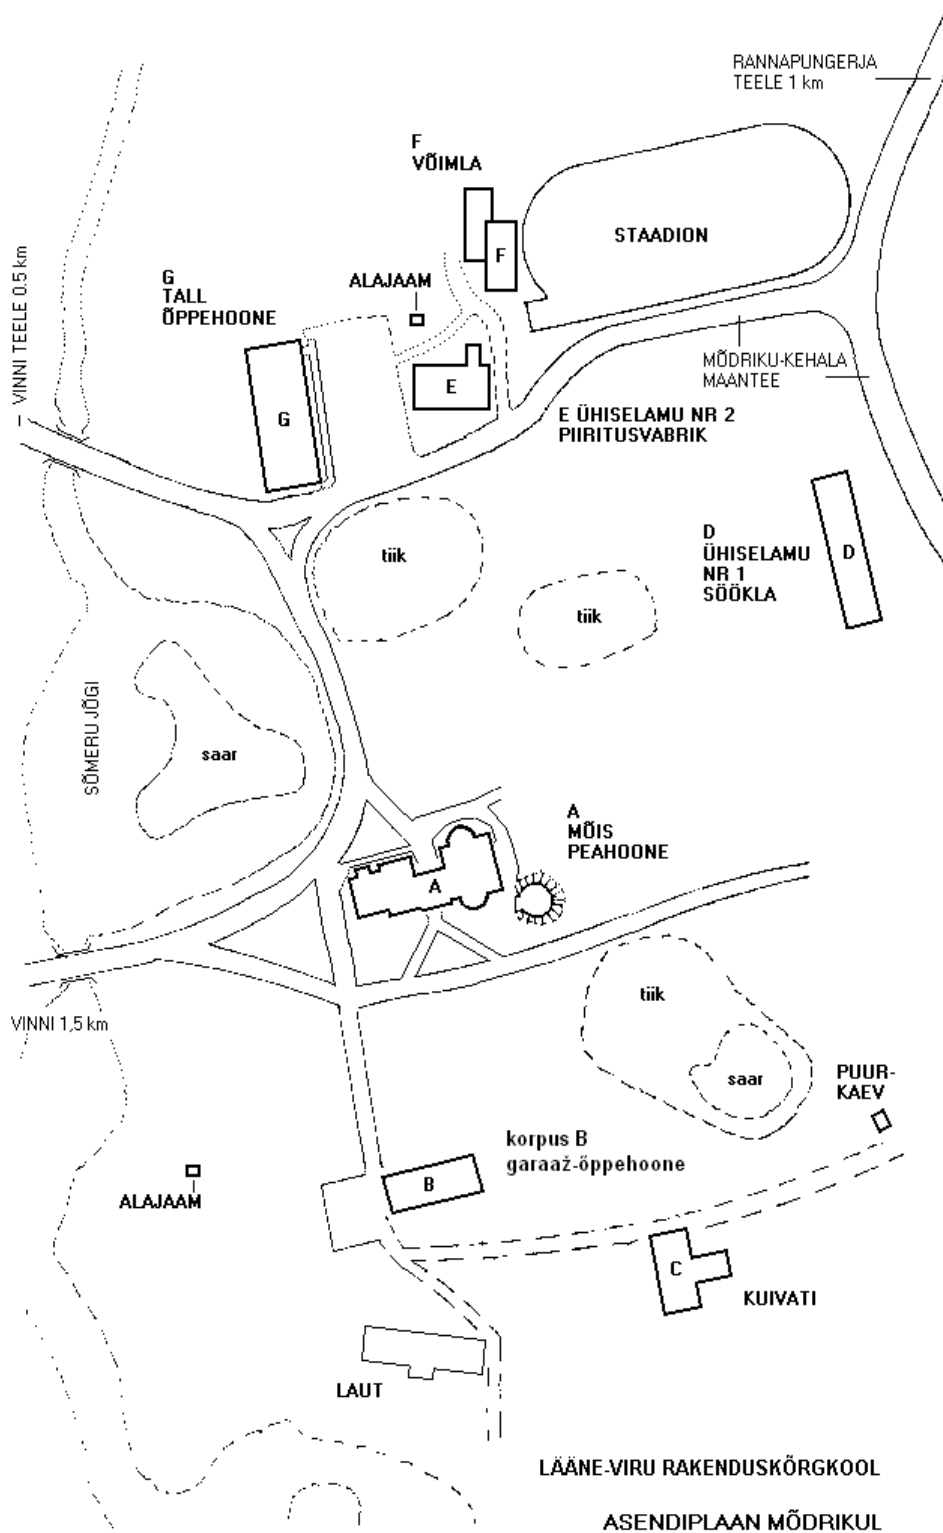 RANNAPUNGERJA
TEELE 1 km
F
VÕIMLA
STAADION
F
G
TALL
ÕPPEHOONE
ALAJAAM
VINNI TEELE 0.5 km
MÕDRIKU-KEHALA
MAANTEE
E
G
E ÜHISELAMU NR 2
PIIRITUSVABRIK
D
ÜHISELAMU
NR 1
SÖÖKLA
D
tiik
tiik
SÕMERU JÕGI
saar
A
MÕIS
PEAHOONE
A
tiik
saar
VINNI 1,5 km
PUUR-
KAEV
korpus B
garaaž-õppehoone
B
ALAJAAM
C
KUIVATI
LAUT
LÄÄNE-VIRU RAKENDUSKÕRGKOOL
ASENDIPLAAN MÕDRIKUL